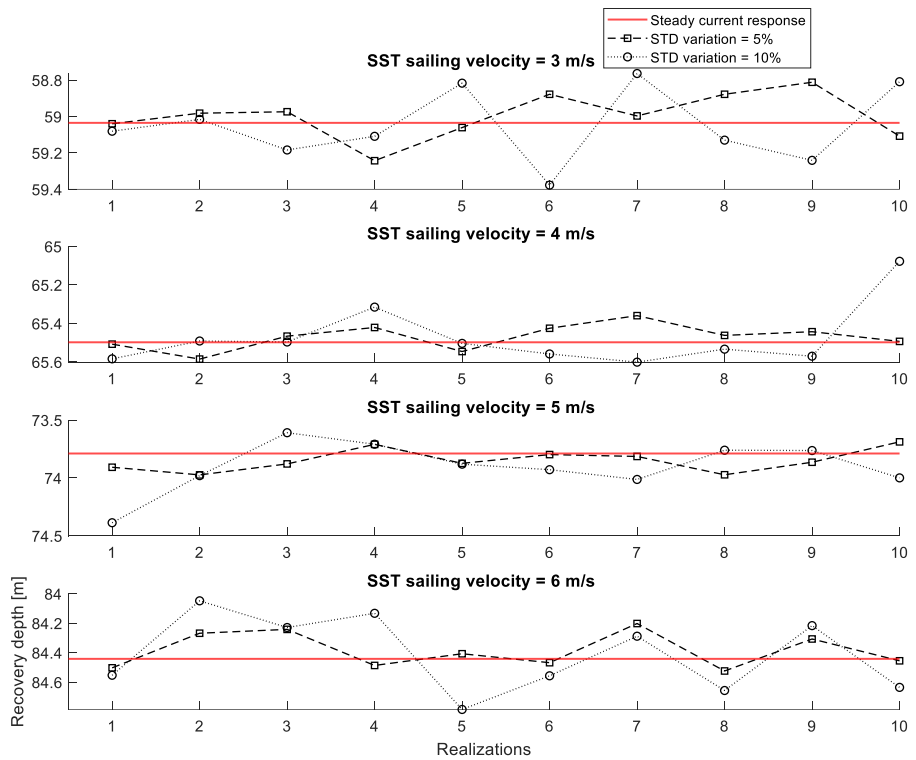 Steady current response
STD variation = 5%
STD variation = 10%
SST sailing velocity = 3 m/s
58.8
59
59.2
59.4
1 2 3 4 5 6 7 8 9 10
SST sailing velocity = 4 m/s
65
65.2
65.4
65.6
1 2 3 4 5 6 7 8 9 10
SST sailing velocity = 5 m/s
73.5
74
74.5
1 2 3 4 5 6 7 8 9 10
SST sailing velocity = 6 m/s
84
84.2
84.4
84.6
Recovery depth [m]
1 2 3 4 5 6 7 8 9 10
Realizations